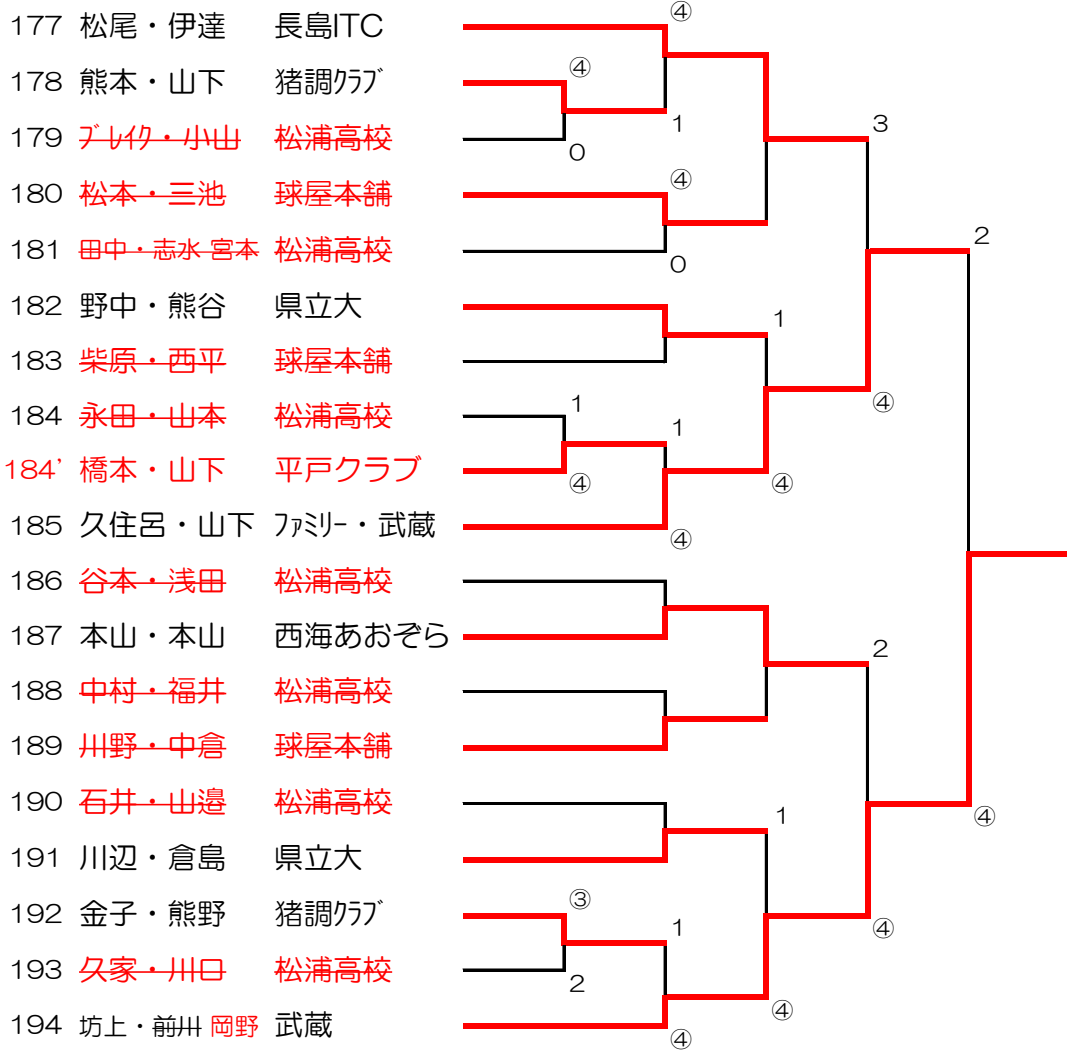 177 松尾・伊達 長島ITC
④
178 熊本・山下 猪調クラブ
④
1
3
179 ブレイク・小山 松浦高校
0
180 松本・三池 球屋本舗
④
181 田中・志水 宮本 松浦高校
0
2
182 野中・熊谷 県立大
1
183 柴原・西平 球屋本舗
④
184 永田・山本 松浦高校
1
1
184' 橋本・山下 平戸クラブ
④
④
185 久住呂・山下 ファミリー・武蔵
④
186 谷本・浅田 松浦高校
187 本山・本山 西海あおぞら
2
188 中村・福井 松浦高校
189 川野・中倉 球屋本舗
190 石井・山邉 松浦高校
1
④
191 川辺・倉島 県立大
192 金子・熊野 猪調クラブ
③
1
④
193 久家・川口 松浦高校
2
194 坊上・前川 岡野 武蔵
④
④